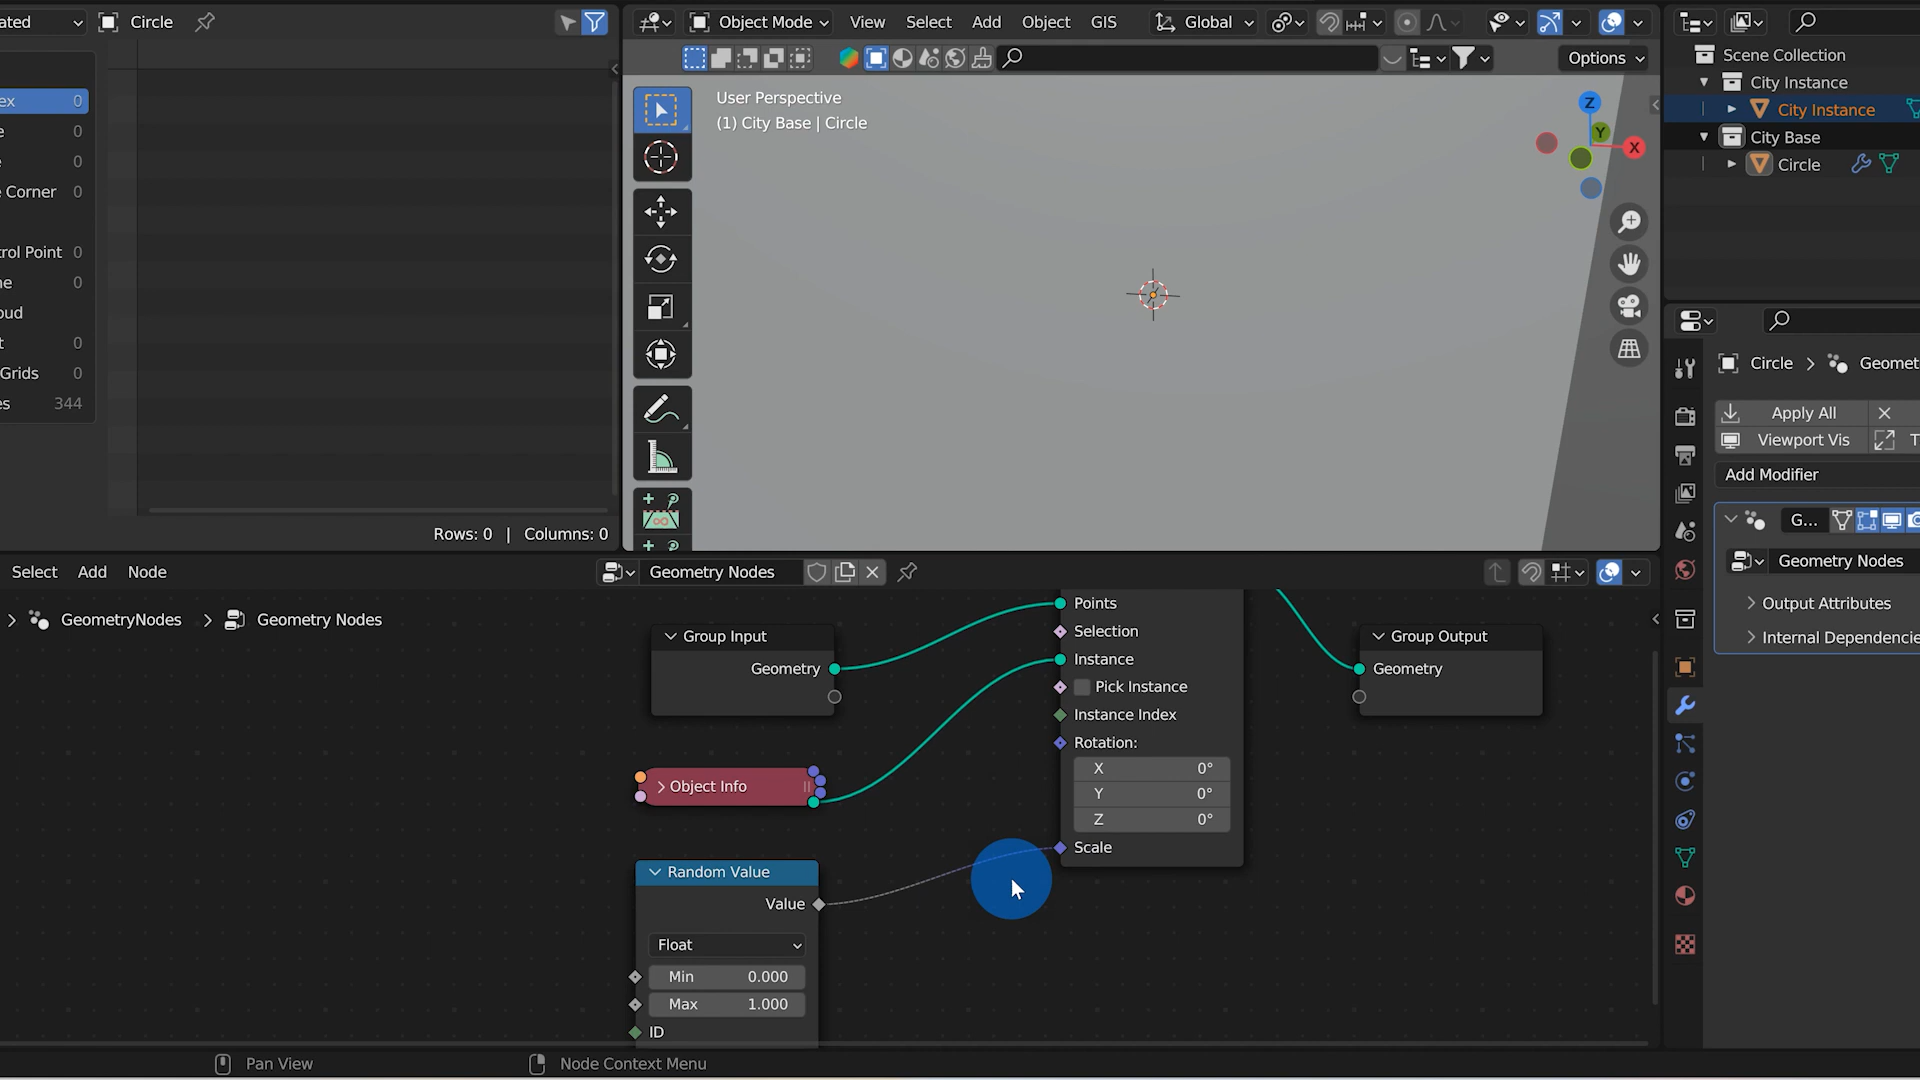 ated
Circle
ex 0
e 0
e 0
e Corner 0
rol Point 0
ne 0
oud
t 0
Grids 0
es 344
Rows: 0 | Columns: 0
Object Mode View Select Add Object GIS Global
Options
User Perspective
(1) City Base | Circle
Z
Y
X
Scene Collection
City Instance
City Instance
City Base
Circle
Circle > Geomet
Apply All
Viewport Vis T
Add Modifier
G...
Geometry Nodes
Output Attributes
Internal Dependencie
Select Add Node
Geometry Nodes
GeometryNodes > Geometry Nodes
Group Input
Geometry
Object Info
Random Value
Value
Float
Min 0.000
Max 1.000
ID
Points
Selection
Instance
Pick Instance
Instance Index
Rotation:
X 0°
Y 0°
Z 0°
Scale
Group Output
Geometry
Pan View
Node Context Menu